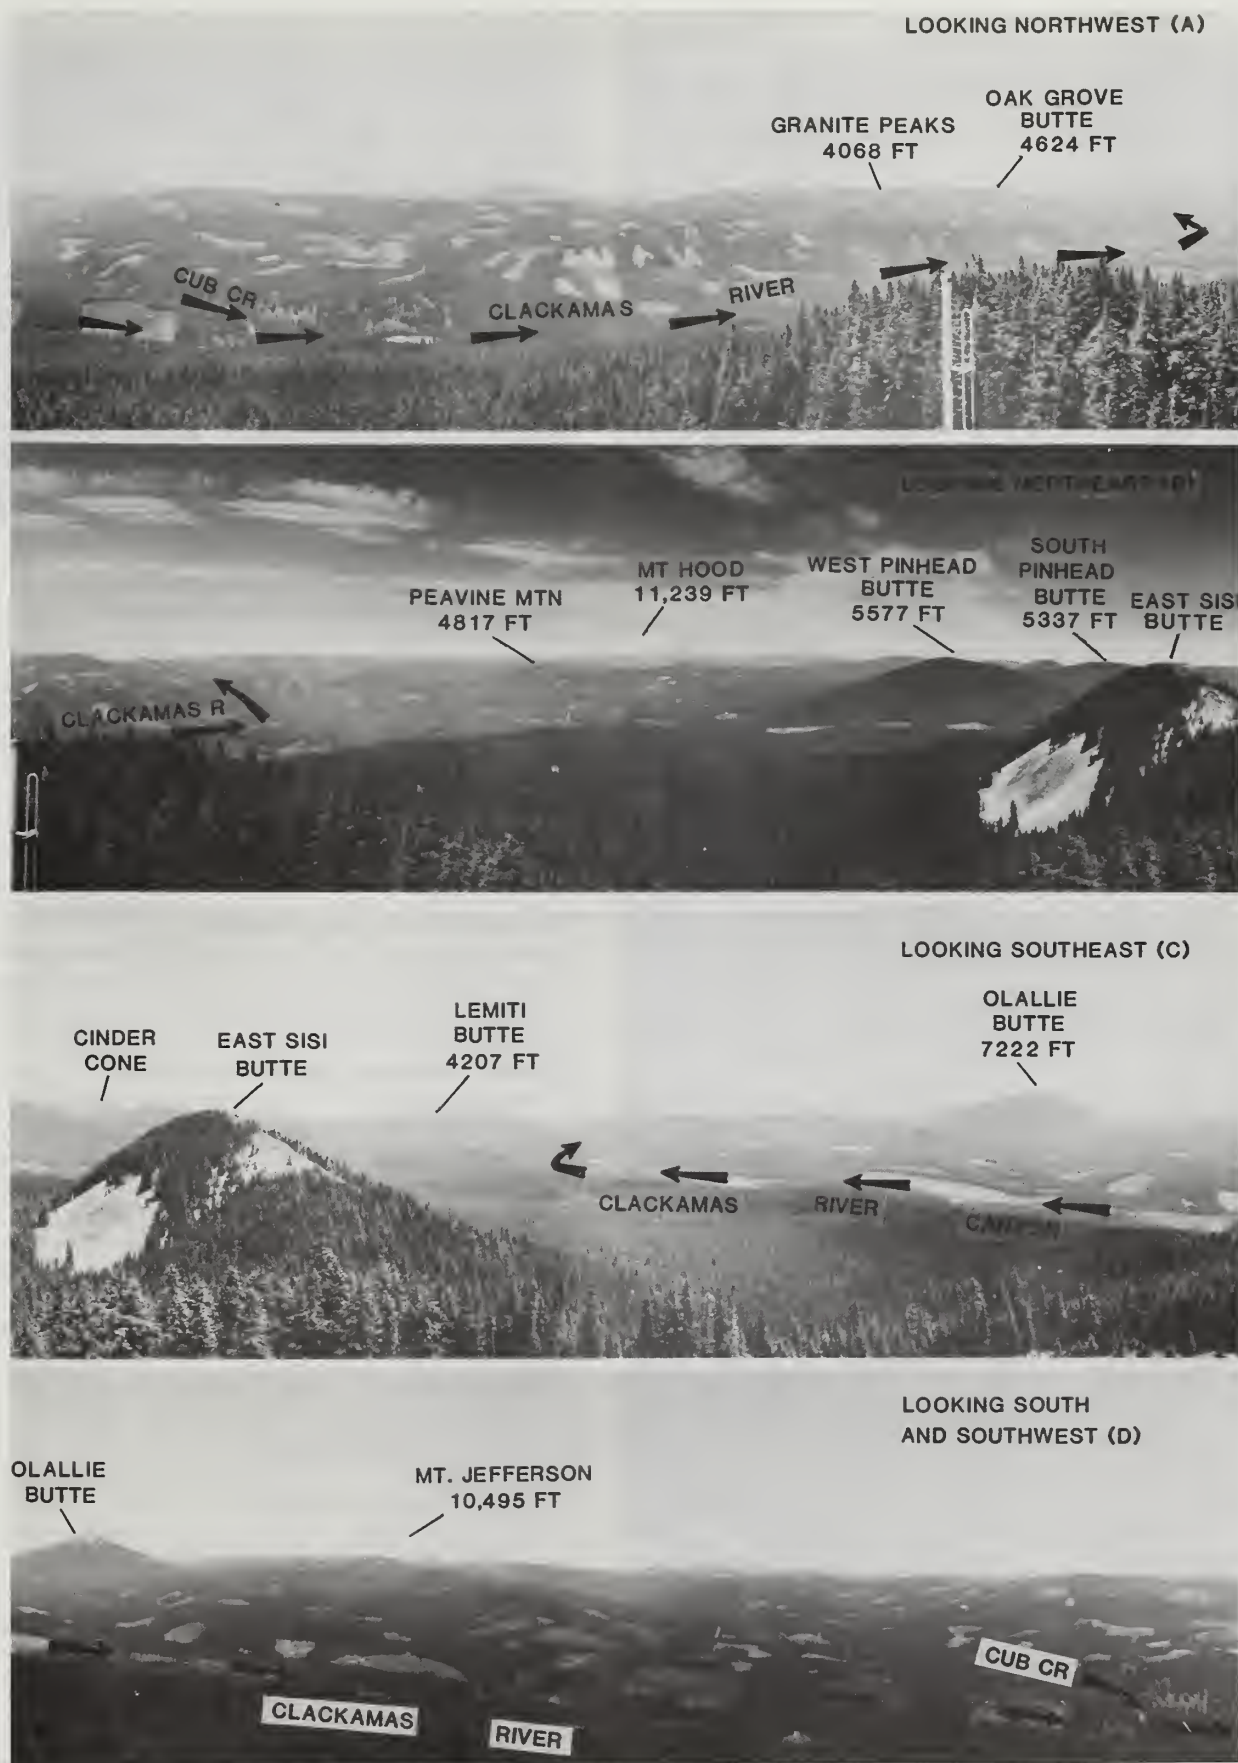 LOOKING NORTHWEST (A)
OAK GROVE
BUTTE
4624 FT
GRANITE PEAKS
4068 FT
CUB CR
CLACKAMAS
RIVER
LOOKING NORTHEAST (B)
PEAVINE MTN
4817 FT
MT HOOD
11,239 FT
WEST PINHEAD
BUTTE
5577 FT
SOUTH
PINHEAD
BUTTE
5337 FT
EAST SISI
BUTTE
CLACKAMAS R
LOOKING SOUTHEAST (C)
CINDER
CONE
EAST SISI
BUTTE
LEMITI
BUTTE
4207 FT
OLALLIE
BUTTE
7222 FT
CLACKAMAS
RIVER
CANYON
LOOKING SOUTH
AND SOUTHWEST (D)
OLALLIE
BUTTE
MT. JEFFERSON
10,495 FT
CUB CR
CLACKAMAS
RIVER